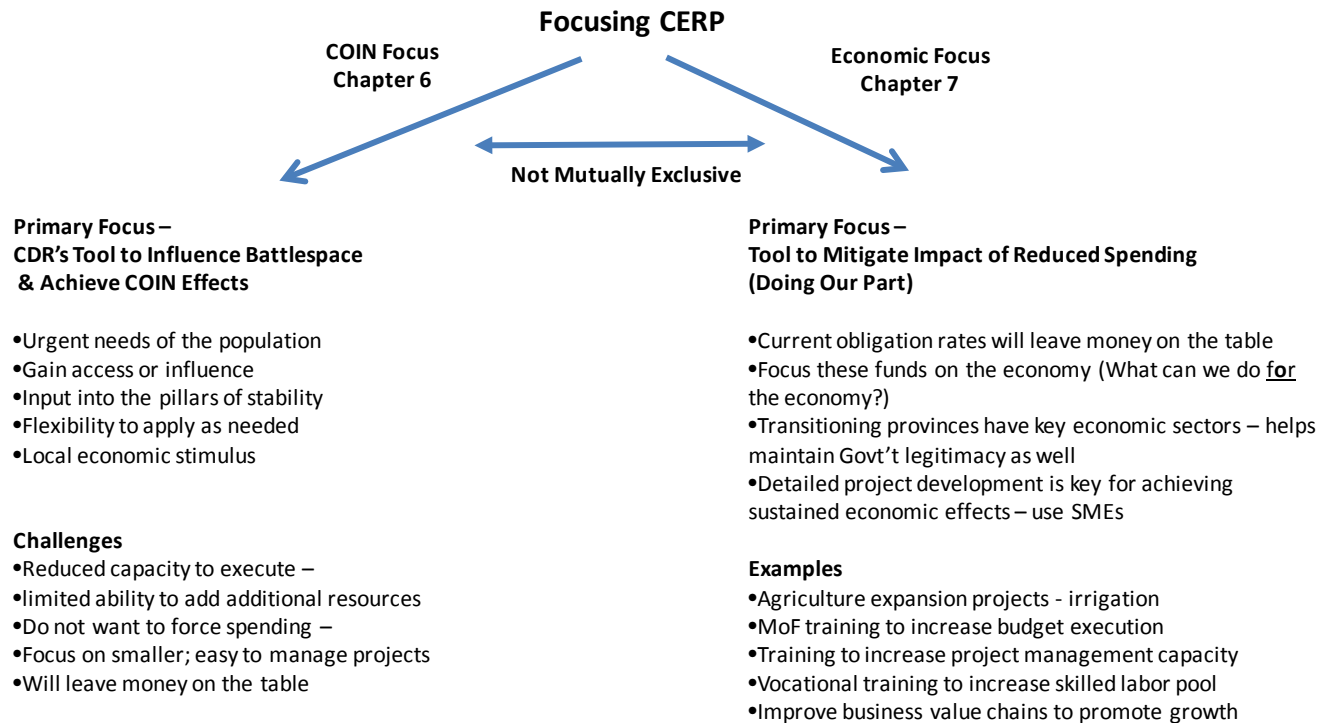 Focusing CERP
COIN Focus
Chapter 6
Economic Focus
Chapter 7
Not Mutually Exclusive
Primary Focus –
CDR's Tool to Influence Battlespace
& Achieve COIN Effects
•Urgent needs of the population
•Gain access or influence
•Input into the pillars of stability
•Flexibility to apply as needed
•Local economic stimulus
Challenges
•Reduced capacity to execute –
•limited ability to add additional resources
•Do not want to force spending –
•Focus on smaller; easy to manage projects
•Will leave money on the table
Primary Focus –
Tool to Mitigate Impact of Reduced Spending
(Doing Our Part)
•Current obligation rates will leave money on the table
•Focus these funds on the economy (What can we do for
the economy?)
•Transitioning provinces have key economic sectors – helps
maintain Govt't legitimacy as well
•Detailed project development is key for achieving
sustained economic effects – use SMEs
Examples
•Agriculture expansion projects - irrigation
•MoF training to increase budget execution
•Training to increase project management capacity
•Vocational training to increase skilled labor pool
•Improve business value chains to promote growth